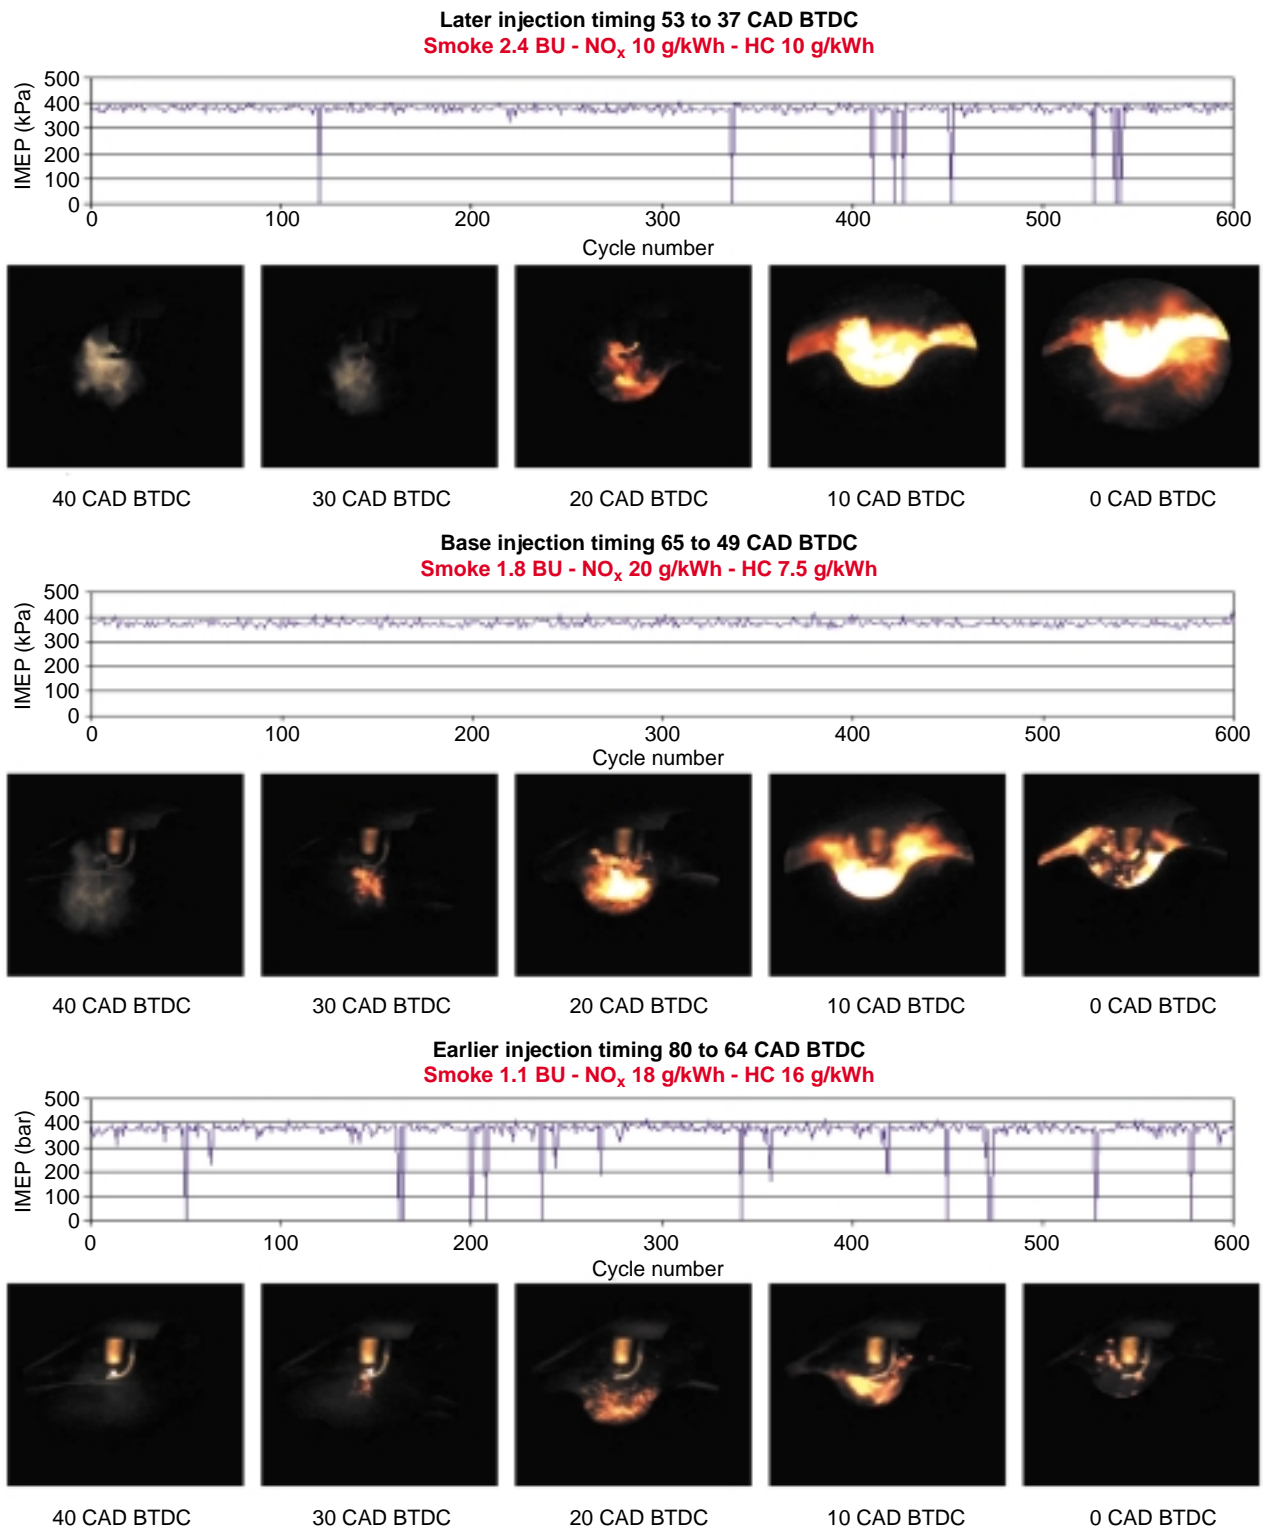 Later injection timing 53 to 37 CAD BTDC
Smoke 2.4 BU - NOx 10 g/kWh - HC 10 g/kWh
IMEP (kPa)
500
400
300
200
100
0
0 100 200 300 400 500 600
Cycle number
40 CAD BTDC 30 CAD BTDC 20 CAD BTDC 10 CAD BTDC 0 CAD BTDC
Base injection timing 65 to 49 CAD BTDC
Smoke 1.8 BU - NOx 20 g/kWh - HC 7.5 g/kWh
IMEP (kPa)
500
400
300
200
100
0
0 100 200 300 400 500 600
Cycle number
40 CAD BTDC 30 CAD BTDC 20 CAD BTDC 10 CAD BTDC 0 CAD BTDC
Earlier injection timing 80 to 64 CAD BTDC
Smoke 1.1 BU - NOx 18 g/kWh - HC 16 g/kWh
IMEP (bar)
500
400
300
200
100
0
0 100 200 300 400 500 600
Cycle number
40 CAD BTDC 30 CAD BTDC 20 CAD BTDC 10 CAD BTDC 0 CAD BTDC